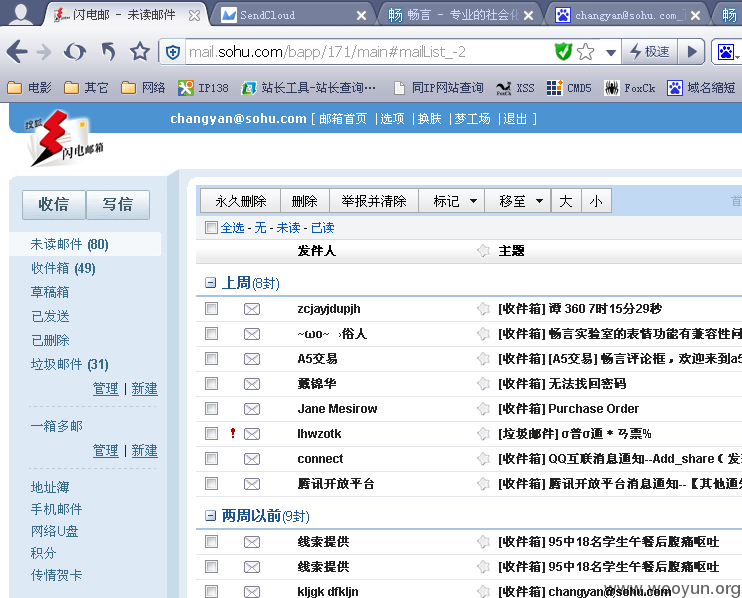 闪电邮 - 未读邮件
SendCloud
畅 畅言 - 专业的社会化
changyan@sohu.com_
畅
mail.sohu.com/bapp/171/main#mailList_-2
极速
电影 其它 网络 IP138 站长工具-站长查询… 同IP网站查询 XSS CMD5 FoxCk 域名缩短
搜狐
闪电邮箱
changyan@sohu.com [ 邮箱首页 | 选项 | 换肤 | 梦工场 | 退出 ]
收信 写信
未读邮件 (80)
收件箱 (49)
草稿箱
已发送
已删除
垃圾邮件 (31)
管理 | 新建
一箱多邮
管理 | 新建
地址簿
手机邮件
网络U盘
积分
传情贺卡
永久删除 删除 举报并清除 标记 移至 大 小 首
全选 - 无 - 未读 - 已读
发件人 主题
上周(8封)
zcjayjdupjh [收件箱] 谭 360 7时15分29秒
~ωο~ 俗人 [收件箱] 畅言实验室的表情功能有兼容性问
A5交易 [收件箱] [A5交易] 畅言评论框，欢迎来到a5
戴锦华 [收件箱] 无法找回密码
Jane Mesirow [收件箱] Purchase Order
! lhwzotk [垃圾邮件] σ普σ通＊ㄢ票%
connect [收件箱] QQ互联消息通知--Add_share（发
腾讯开放平台 [收件箱] 腾讯开放平台消息通知--【其他通知
两周以前(9封)
线索提供 [收件箱] 95中18名学生午餐后腹痛呕吐
线索提供 [收件箱] 95中18名学生午餐后腹痛呕吐
kljgk dfkljn [收件箱] changyan@sohu.com
www.wooyun.org